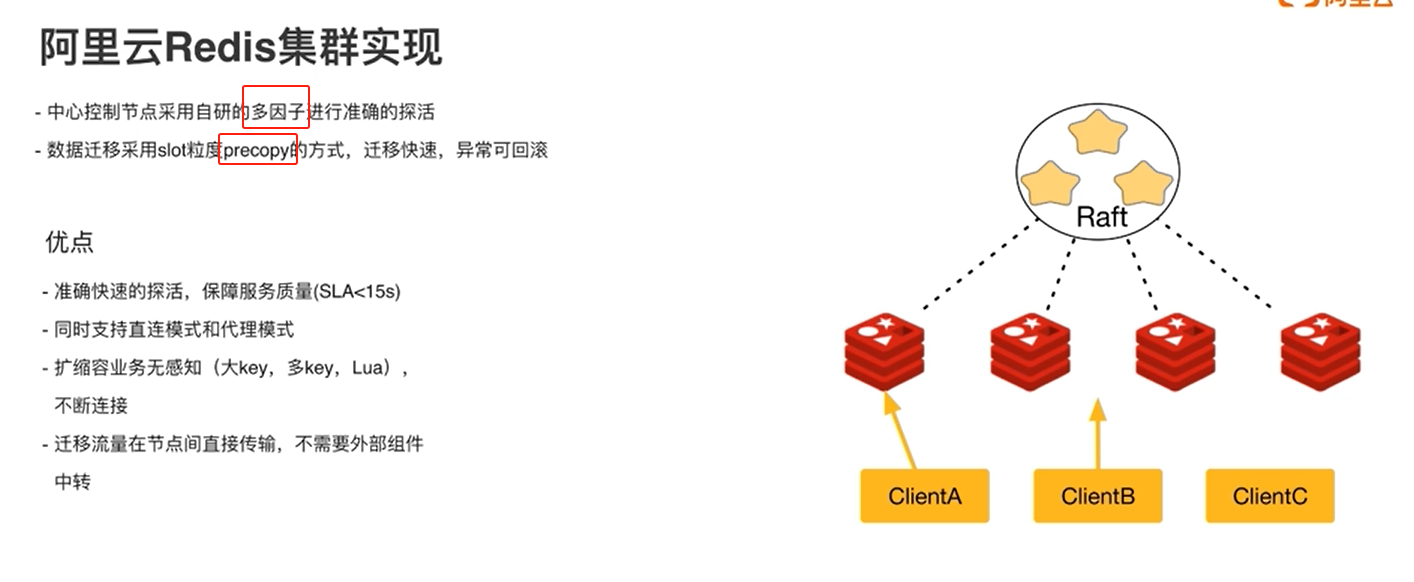 阿里云
阿里云Redis集群实现
- 中心控制节点采用自研的多因子进行准确的探活
- 数据迁移采用slot粒度precopy的方式，迁移快速，异常可回滚
优点
- 准确快速的探活，保障服务质量(SLA<15s)
- 同时支持直连模式和代理模式
- 扩缩容业务无感知（大key，多key，Lua），
不断连接
- 迁移流量在节点间直接传输，不需要外部组件
中转
Raft
ClientA
ClientB
ClientC